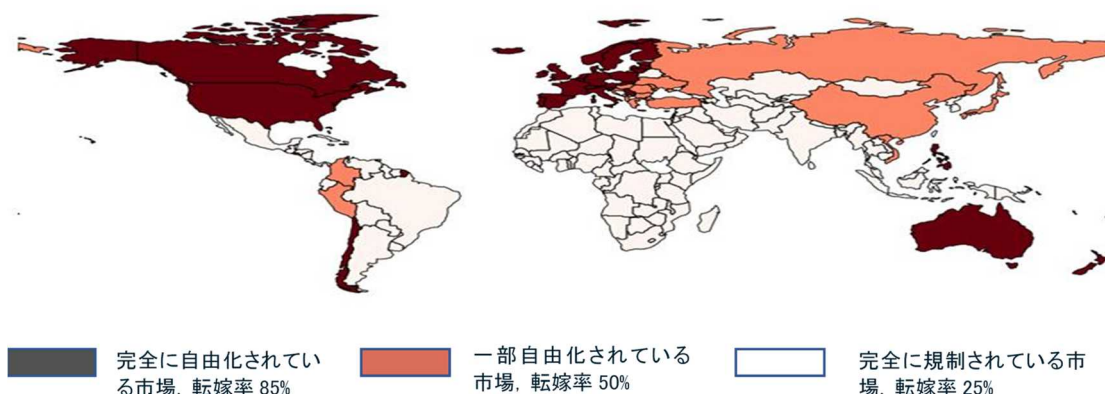 完全に自由化されてい
る市場, 転嫁率 85%
一部自由化されている
市場, 転嫁率 50%
完全に規制されている市
場, 転嫁率 25%